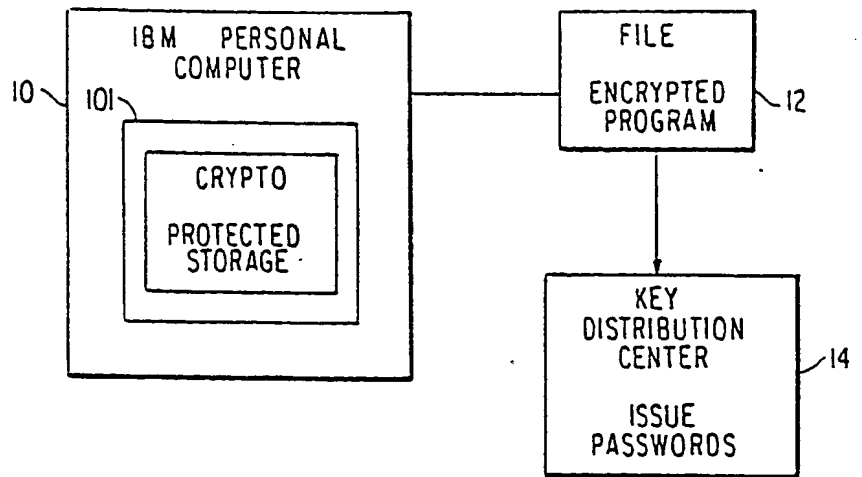 IBM PERSONAL
COMPUTER
10
101
CRYPTO
PROTECTED
STORAGE
FILE
ENCRYPTED
PROGRAM
12
KEY
DISTRIBUTION
CENTER
ISSUE
PASSWORDS
14